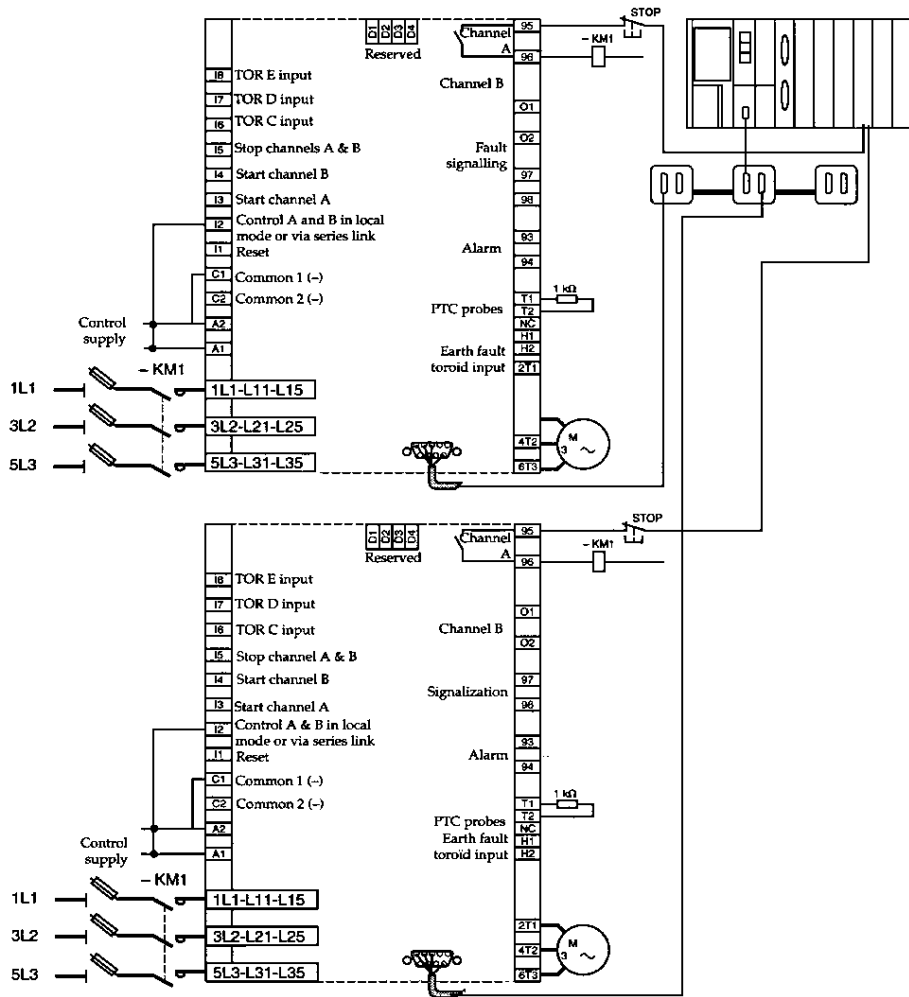 STOP
95
D1 D2 D3 D4
Channel
A
– KM1
Reserved
96
I8 TOR E input
Channel B
I7 TOR D input
O1
I6 TOR C input
O2
I5 Stop channels A & B
Fault
signalling
I4 Start channel B
97
I3 Start channel A
98
I2 Control A and B in local
mode or via series link
93
I1 Reset
Alarm
94
C1 Common 1 (–)
1 kΩ
T1
C2 Common 2 (–)
PTC probes
T2
Control
supply
A2
NC
H1
Earth fault
toroid input
H2
A1
2T1
– KM1
1L1
1L1-L11-L15
3L2
3L2-L21-L25
M
3 ~
4T2
5L3
5L3-L31-L35
6T3
STOP
95
D1 D2 D3 D4
Channel
A
– KM1
Reserved
96
I8 TOR E input
I7 TOR D input
O1
I6 TOR C input
Channel B
O2
I5 Stop channel A & B
I4 Start channel B
97
Signalization
I3 Start channel A
98
I2 Control A & B in local
mode or via series link
93
I1 Reset
Alarm
94
C1 Common 1 (–)
1 kΩ
T1
C2 Common 2 (–)
T2
PTC probes
A2
NC
Control
supply
Earth fault
toroïd input
H1
A1
H2
– KM1
1L1
1L1-L11-L15
2T1
3L2
3L2-L21-L25
M
3 ~
4T2
5L3
5L3-L31-L35
6T3